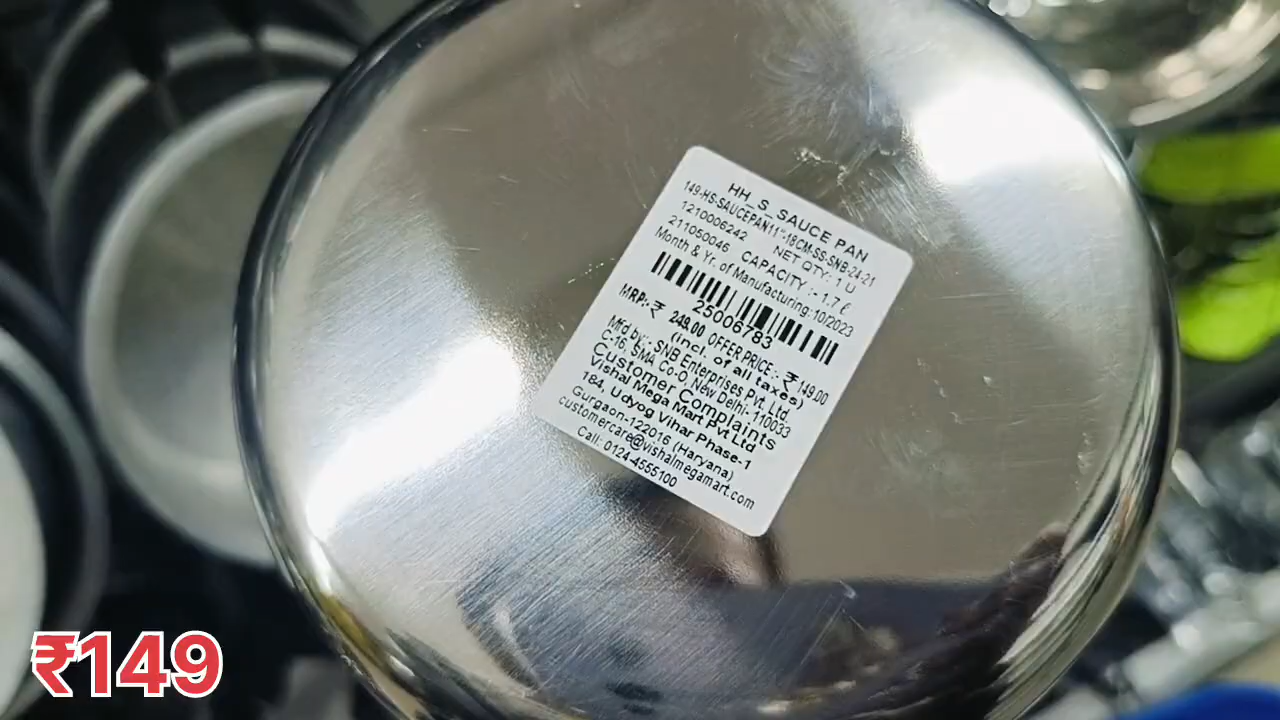 HH_S_SAUCE PAN
149-HS-SAUCEPAN11"-18CM-SS-SNB-24-21
1210006242 NET QTY:- 1 U
211050046 CAPACITY :- 1.7 ℓ
Month & Yr. of Manufacturing:10/2023
25006783
MRP:-₹ 249.00 OFFER PRICE:- ₹ 149.00
(incl. of all taxes)
Mfd by:- SNB Enterprises Pvt. Ltd.
C-16, SMA, Co-O, New Delhi- 110033
Customer Complaints
Vishal Mega Mart Pvt Ltd
184, Udyog Vihar Phase-1
Gurgaon-122016 (Haryana)
customercare@vishalmegamart.com
Call: 0124-4555100
₹149